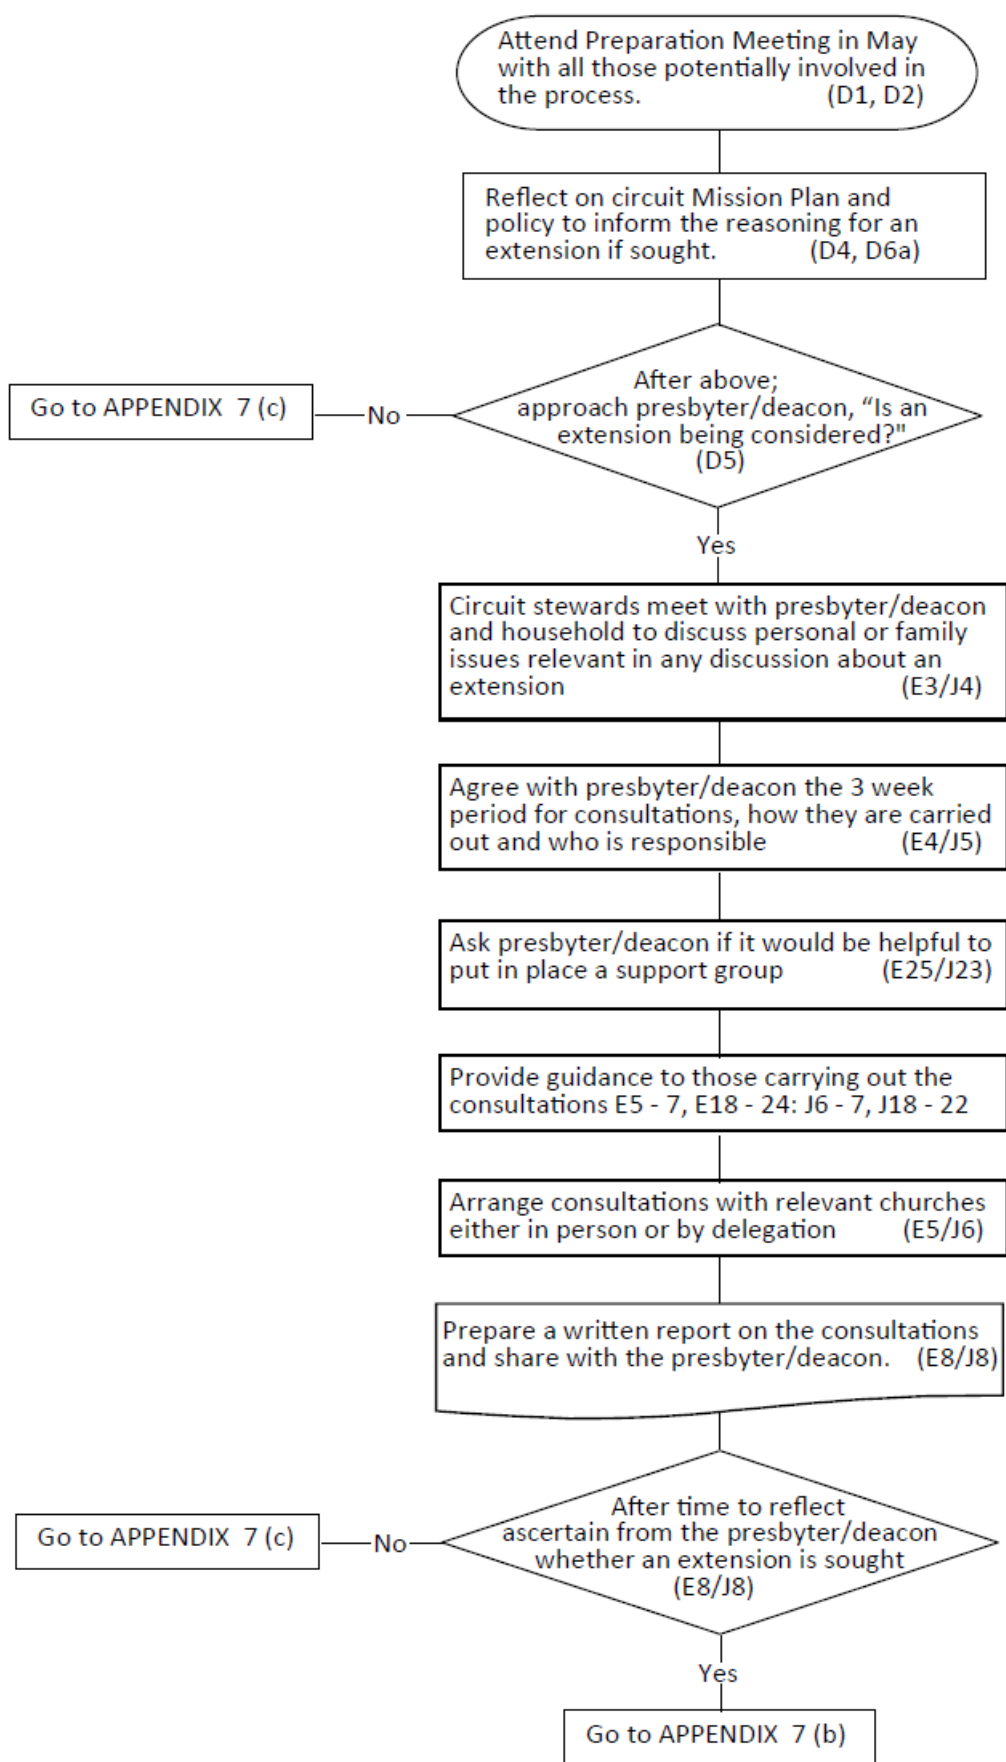 Attend Preparation Meeting in May
with all those potentially involved in
the process. (D1, D2)
Reflect on circuit Mission Plan and
policy to inform the reasoning for an
extension if sought. (D4, D6a)
After above;
approach presbyter/deacon, “Is an
extension being considered?"
(D5)
No
Go to APPENDIX 7 (c)
Yes
Circuit stewards meet with presbyter/deacon
and household to discuss personal or family
issues relevant in any discussion about an
extension (E3/J4)
Agree with presbyter/deacon the 3 week
period for consultations, how they are carried
out and who is responsible (E4/J5)
Ask presbyter/deacon if it would be helpful to
put in place a support group (E25/J23)
Provide guidance to those carrying out the
consultations E5 - 7, E18 - 24: J6 - 7, J18 - 22
Arrange consultations with relevant churches
either in person or by delegation (E5/J6)
Prepare a written report on the consultations
and share with the presbyter/deacon. (E8/J8)
After time to reflect
ascertain from the presbyter/deacon
whether an extension is sought
(E8/J8)
No
Go to APPENDIX 7 (c)
Yes
Go to APPENDIX 7 (b)